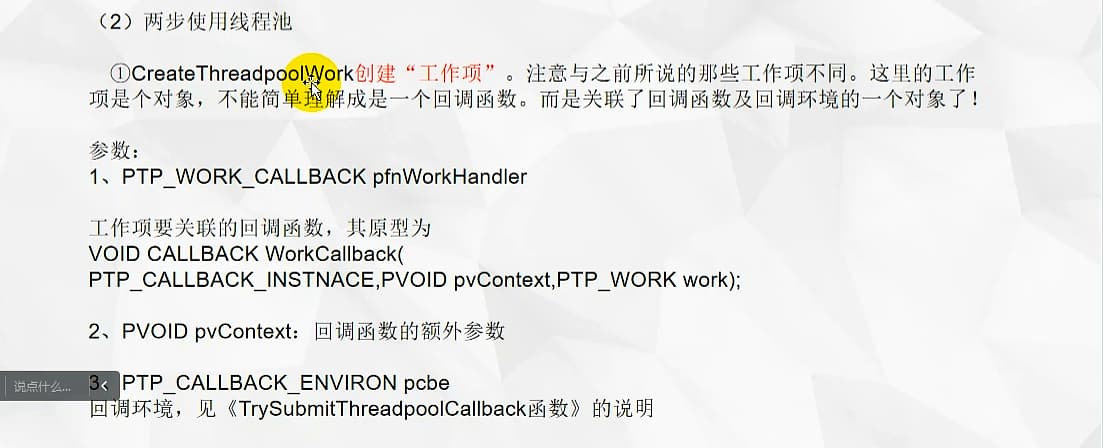 （2）两步使用线程池
①CreateThreadpoolWork创建“工作项”。注意与之前所说的那些工作项不同。这里的工作
项是个对象，不能简单理解成是一个回调函数。而是关联了回调函数及回调环境的一个对象了！
参数：
1、PTP_WORK_CALLBACK pfnWorkHandler
工作项要关联的回调函数，其原型为
VOID CALLBACK WorkCallback(
PTP_CALLBACK_INSTNACE,PVOID pvContext,PTP_WORK work);
2、PVOID pvContext：回调函数的额外参数
说点什么...
3、PTP_CALLBACK_ENVIRON pcbe
回调环境，见《TrySubmitThreadpoolCallback函数》的说明